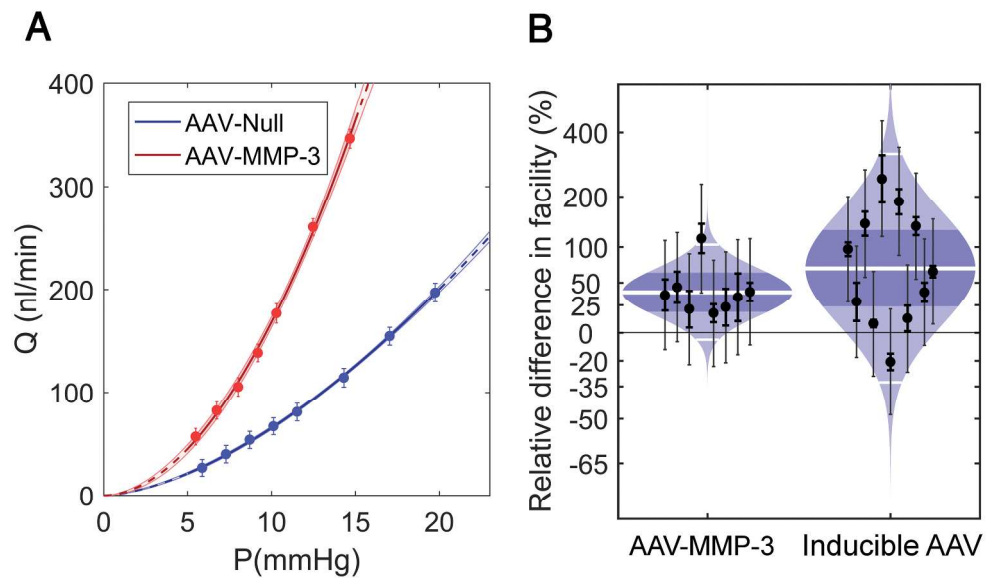 A
400
300
200
100
0
Q (nl/min)
AAV-Null
AAV-MMP-3
0 5 10 15 20
P(mmHg)
B
Relative difference in facility (%)
400
200
100
50
25
0
-20
-35
-50
-65
AAV-MMP-3 Inducible AAV